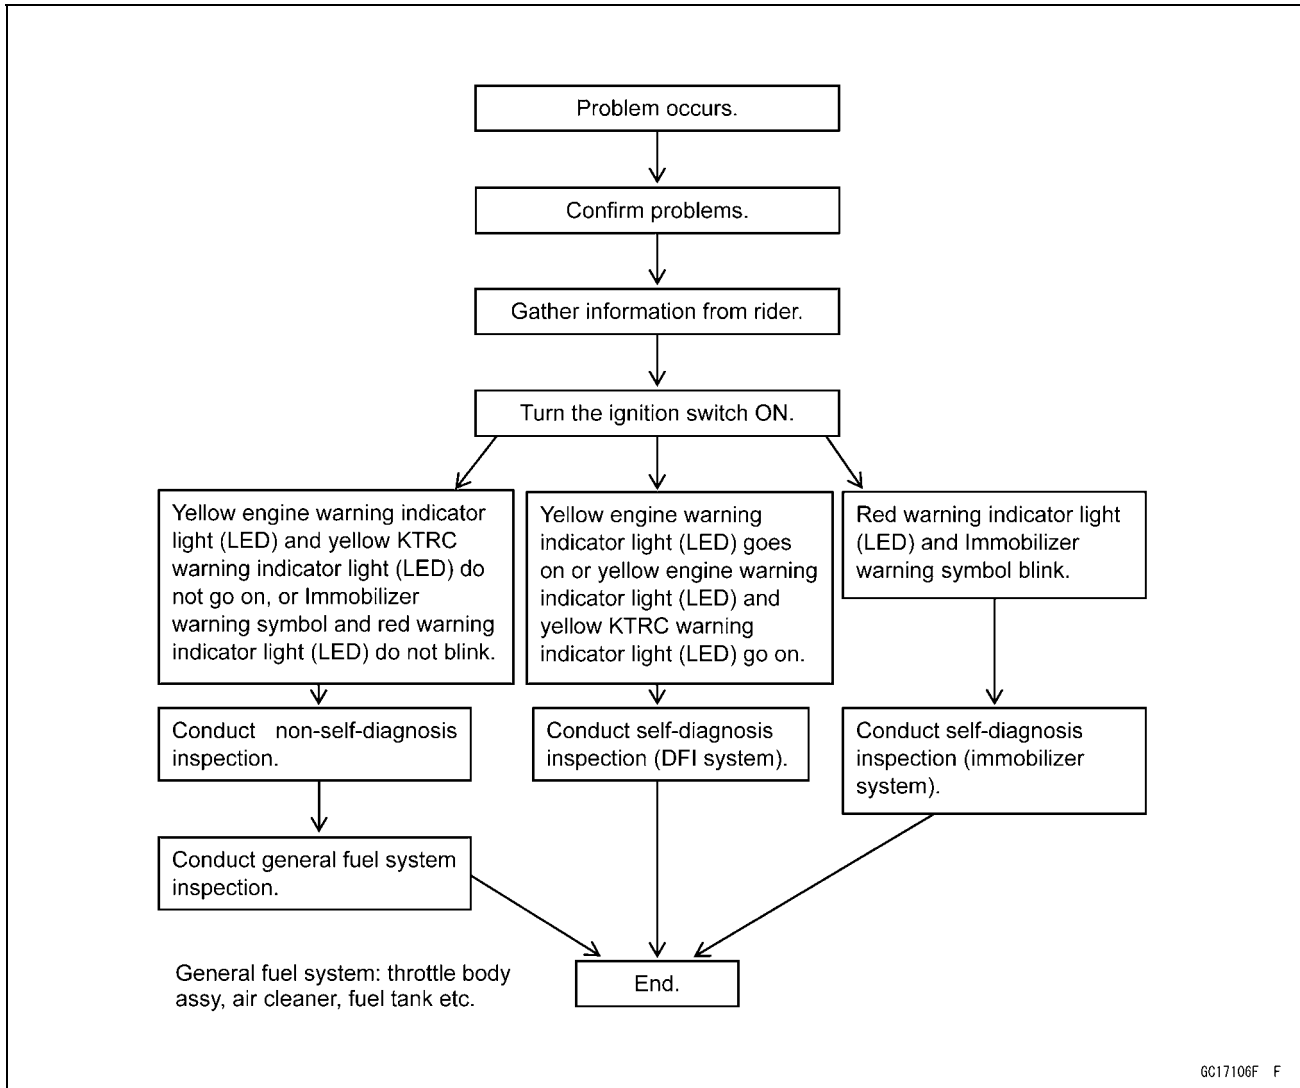 Problem occurs.
Confirm problems.
Gather information from rider.
Turn the ignition switch ON.
Yellow engine warning indicator
light (LED) and yellow KTRC
warning indicator light (LED) do
not go on, or Immobilizer
warning symbol and red warning
indicator light (LED) do not blink.
Yellow engine warning
indicator light (LED) goes
on or yellow engine warning
indicator light (LED) and
yellow KTRC warning
indicator light (LED) go on.
Red warning indicator light
(LED) and Immobilizer
warning symbol blink.
Conduct non-self-diagnosis
inspection.
Conduct self-diagnosis
inspection (DFI system).
Conduct self-diagnosis
inspection (immobilizer
system).
Conduct general fuel system
inspection.
General fuel system: throttle body
assy, air cleaner, fuel tank etc.
End.
GC17106F F